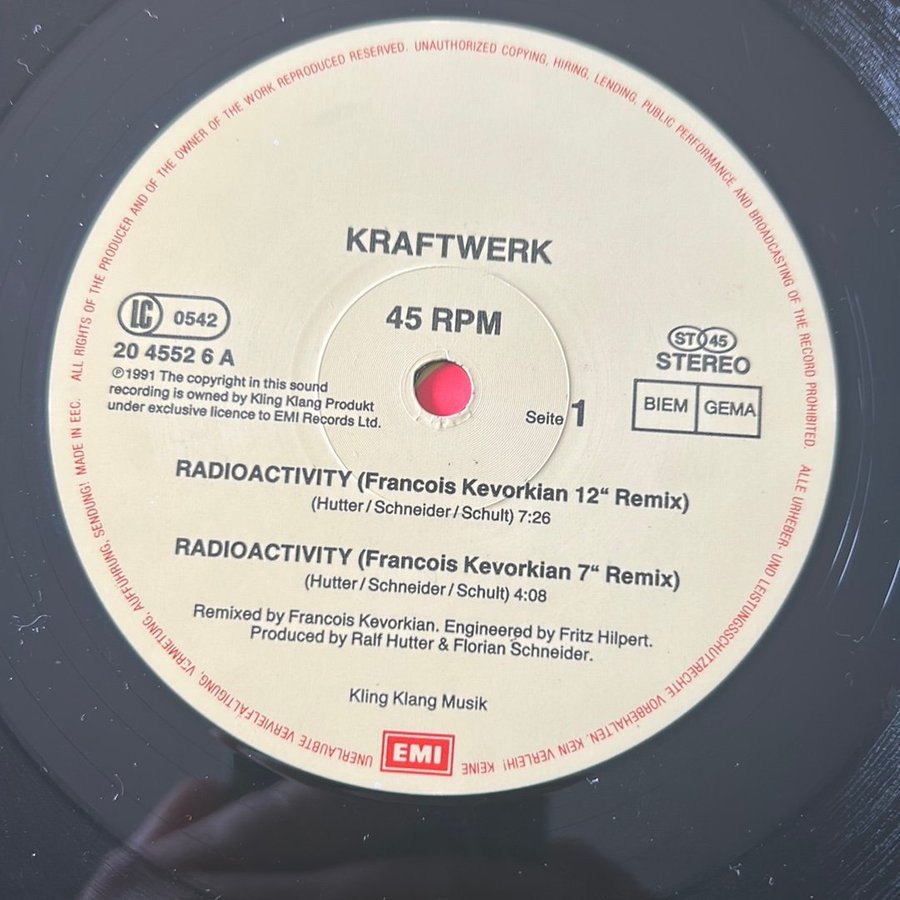 KRAFTWERK
45 RPM
LC 0542
20 4552 6 A
℗1991 The copyright in this sound
recording is owned by Kling Klang Produkt
under exclusive licence to EMI Records Ltd.
ST 45
STEREO
BIEM GEMA
Seite 1
RADIOACTIVITY (Francois Kevorkian 12“ Remix)
(Hutter/Schneider/Schult) 7:26
RADIOACTIVITY (Francois Kevorkian 7“ Remix)
(Hutter/Schneider/Schult) 4:08
Remixed by Francois Kevorkian. Engineered by Fritz Hilpert.
Produced by Ralf Hutter & Florian Schneider.
Kling Klang Musik
EMI
ALL RIGHTS OF THE PRODUCER AND OF THE OWNER OF THE WORK REPRODUCED RESERVED. UNAUTHORIZED COPYING, HIRING, LENDING, PUBLIC PERFORMANCE AND BROADCASTING OF THE RECORD PROHIBITED. ALLE URHEBER- UND LEISTUNGSSCHUTZRECHTE VORBEHALTEN. KEIN VERLEIH! KEINE UNERLAUBTE VERVIELFÄLTIGUNG, VERMIETUNG, AUFFÜHRUNG, SENDUNG! MADE IN EEC.